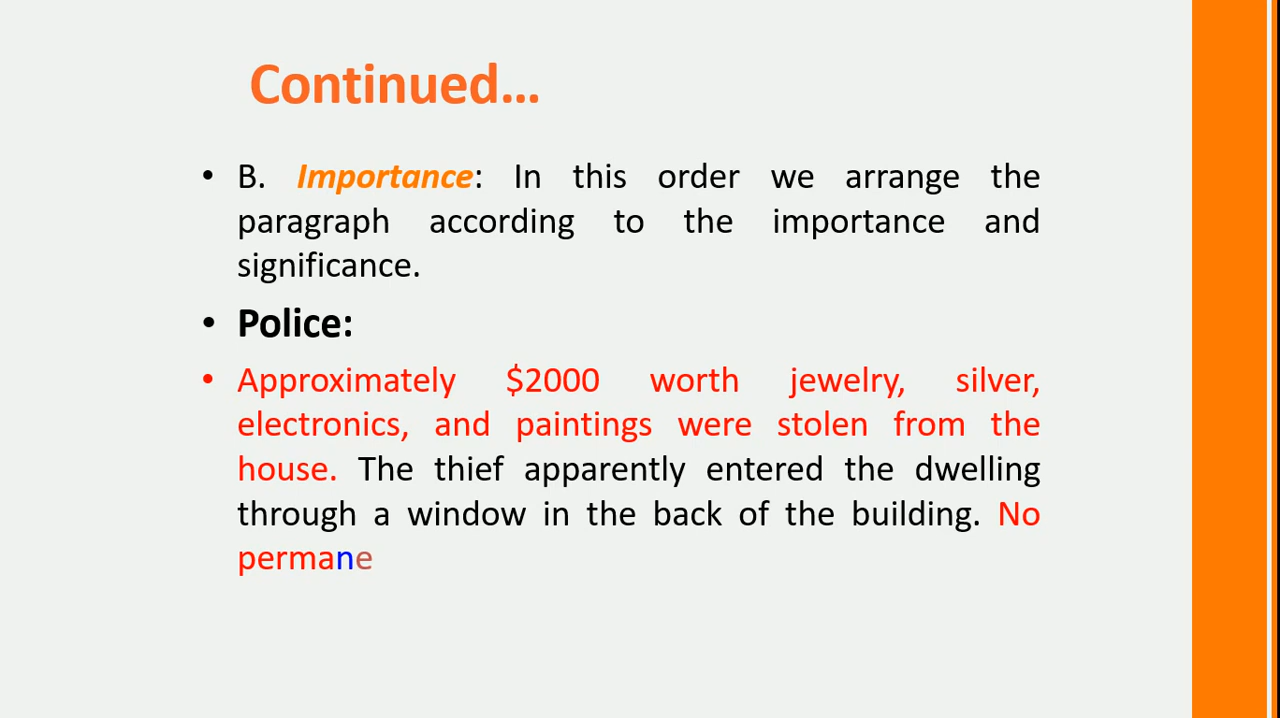 Continued...
• B. Importance: In this order we arrange the
paragraph according to the importance and
significance.
• Police:
• Approximately $2000 worth jewelry, silver,
electronics, and paintings were stolen from the
house. The thief apparently entered the dwelling
through a window in the back of the building. No
permane